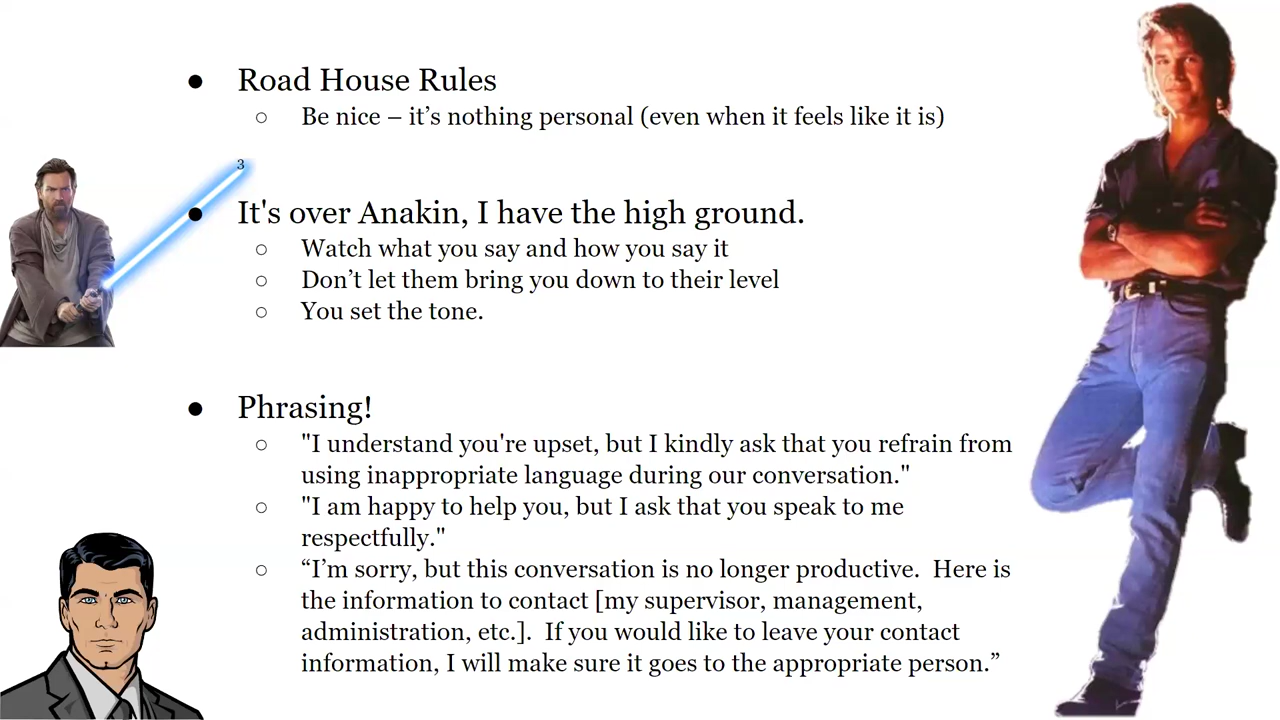 ● Road House Rules
○ Be nice – it’s nothing personal (even when it feels like it is)
3
● It's over Anakin, I have the high ground.
○ Watch what you say and how you say it
○ Don’t let them bring you down to their level
○ You set the tone.
● Phrasing!
○ "I understand you're upset, but I kindly ask that you refrain from
using inappropriate language during our conversation."
○ "I am happy to help you, but I ask that you speak to me
respectfully."
○ “I’m sorry, but this conversation is no longer productive.  Here is
the information to contact [my supervisor, management,
administration, etc.].  If you would like to leave your contact
information, I will make sure it goes to the appropriate person.”